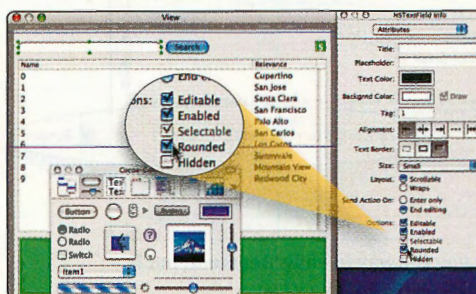 View
NSTextField Info
Attributes
Search
Title:
Placeholder:
Text Color:
Backgrnd Color:
Draw
Tag: 1
Alignment:
Text Border:
Size: Small
Layout: Scrollable
Wraps
Send Action On: Enter only
End editing
Options: Editable
Enabled
Selectable
Rounded
Hidden
Name
Relevance
0 Cupertino
1 San Jose
2 Santa Clara
3 San Francisco
4 Palo Alto
5 San Carlos
6 Los Gatos
7 Sunnyvale
8 Mountain View
9 Redwood City
ons:
Editable
Enabled
Selectable
Rounded
Hidden
Button
Radio
Radio
Switch
Item1